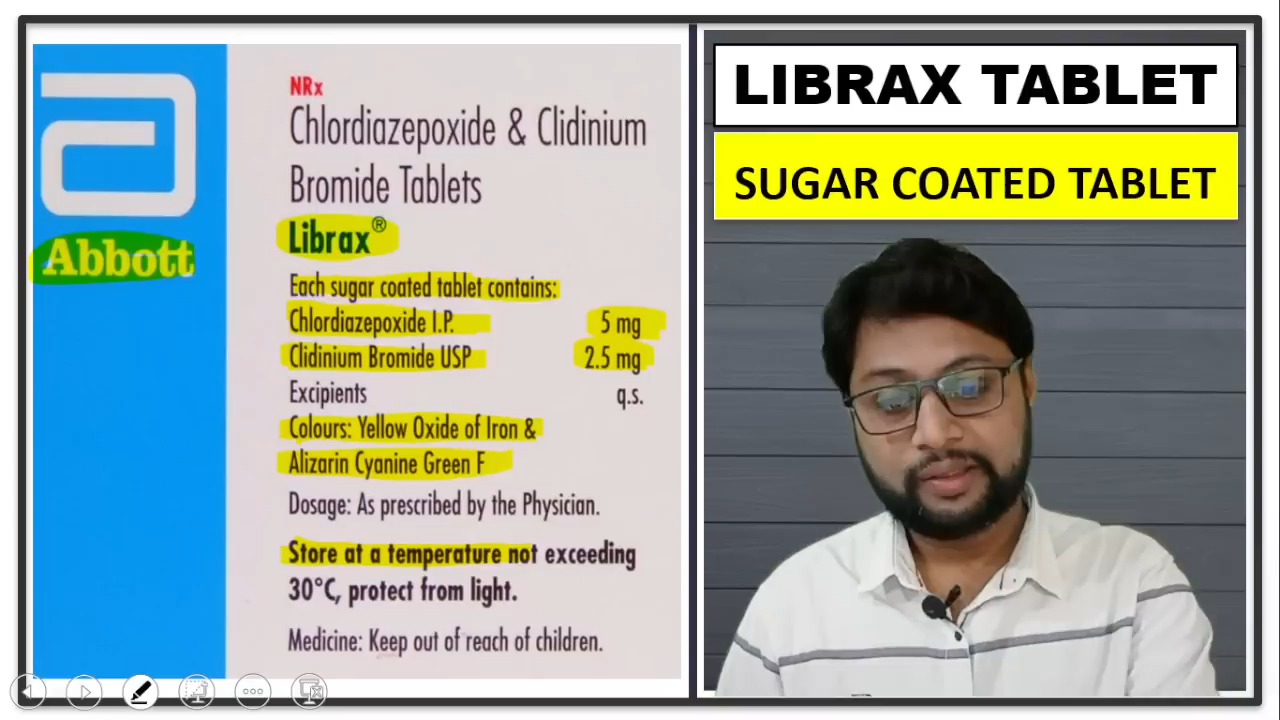 Abbott
NRx
Chlordiazepoxide & Clidinium
Bromide Tablets
Librax®
Each sugar coated tablet contains:
Chlordiazepoxide I.P. 5 mg
Clidinium Bromide USP 2.5 mg
Excipients q.s.
Colours: Yellow Oxide of Iron &
Alizarin Cyanine Green F
Dosage: As prescribed by the Physician.
Store at a temperature not exceeding
30°C, protect from light.
Medicine: Keep out of reach of children.
LIBRAX TABLET
SUGAR COATED TABLET